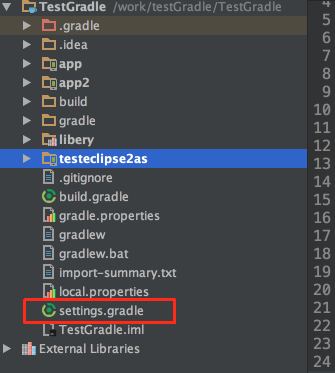 TestGradle /work/testGradle/TestGradle
.gradle
.idea
app
app2
build
gradle
libery
testeclipse2as
.gitignore
build.gradle
gradle.properties
gradlew
gradlew.bat
import-summary.txt
local.properties
settings.gradle
TestGradle.iml
External Libraries
4
5
6
7
8
9
10
11
12
13
14
15
16
17
18
19
20
21
22
23
24